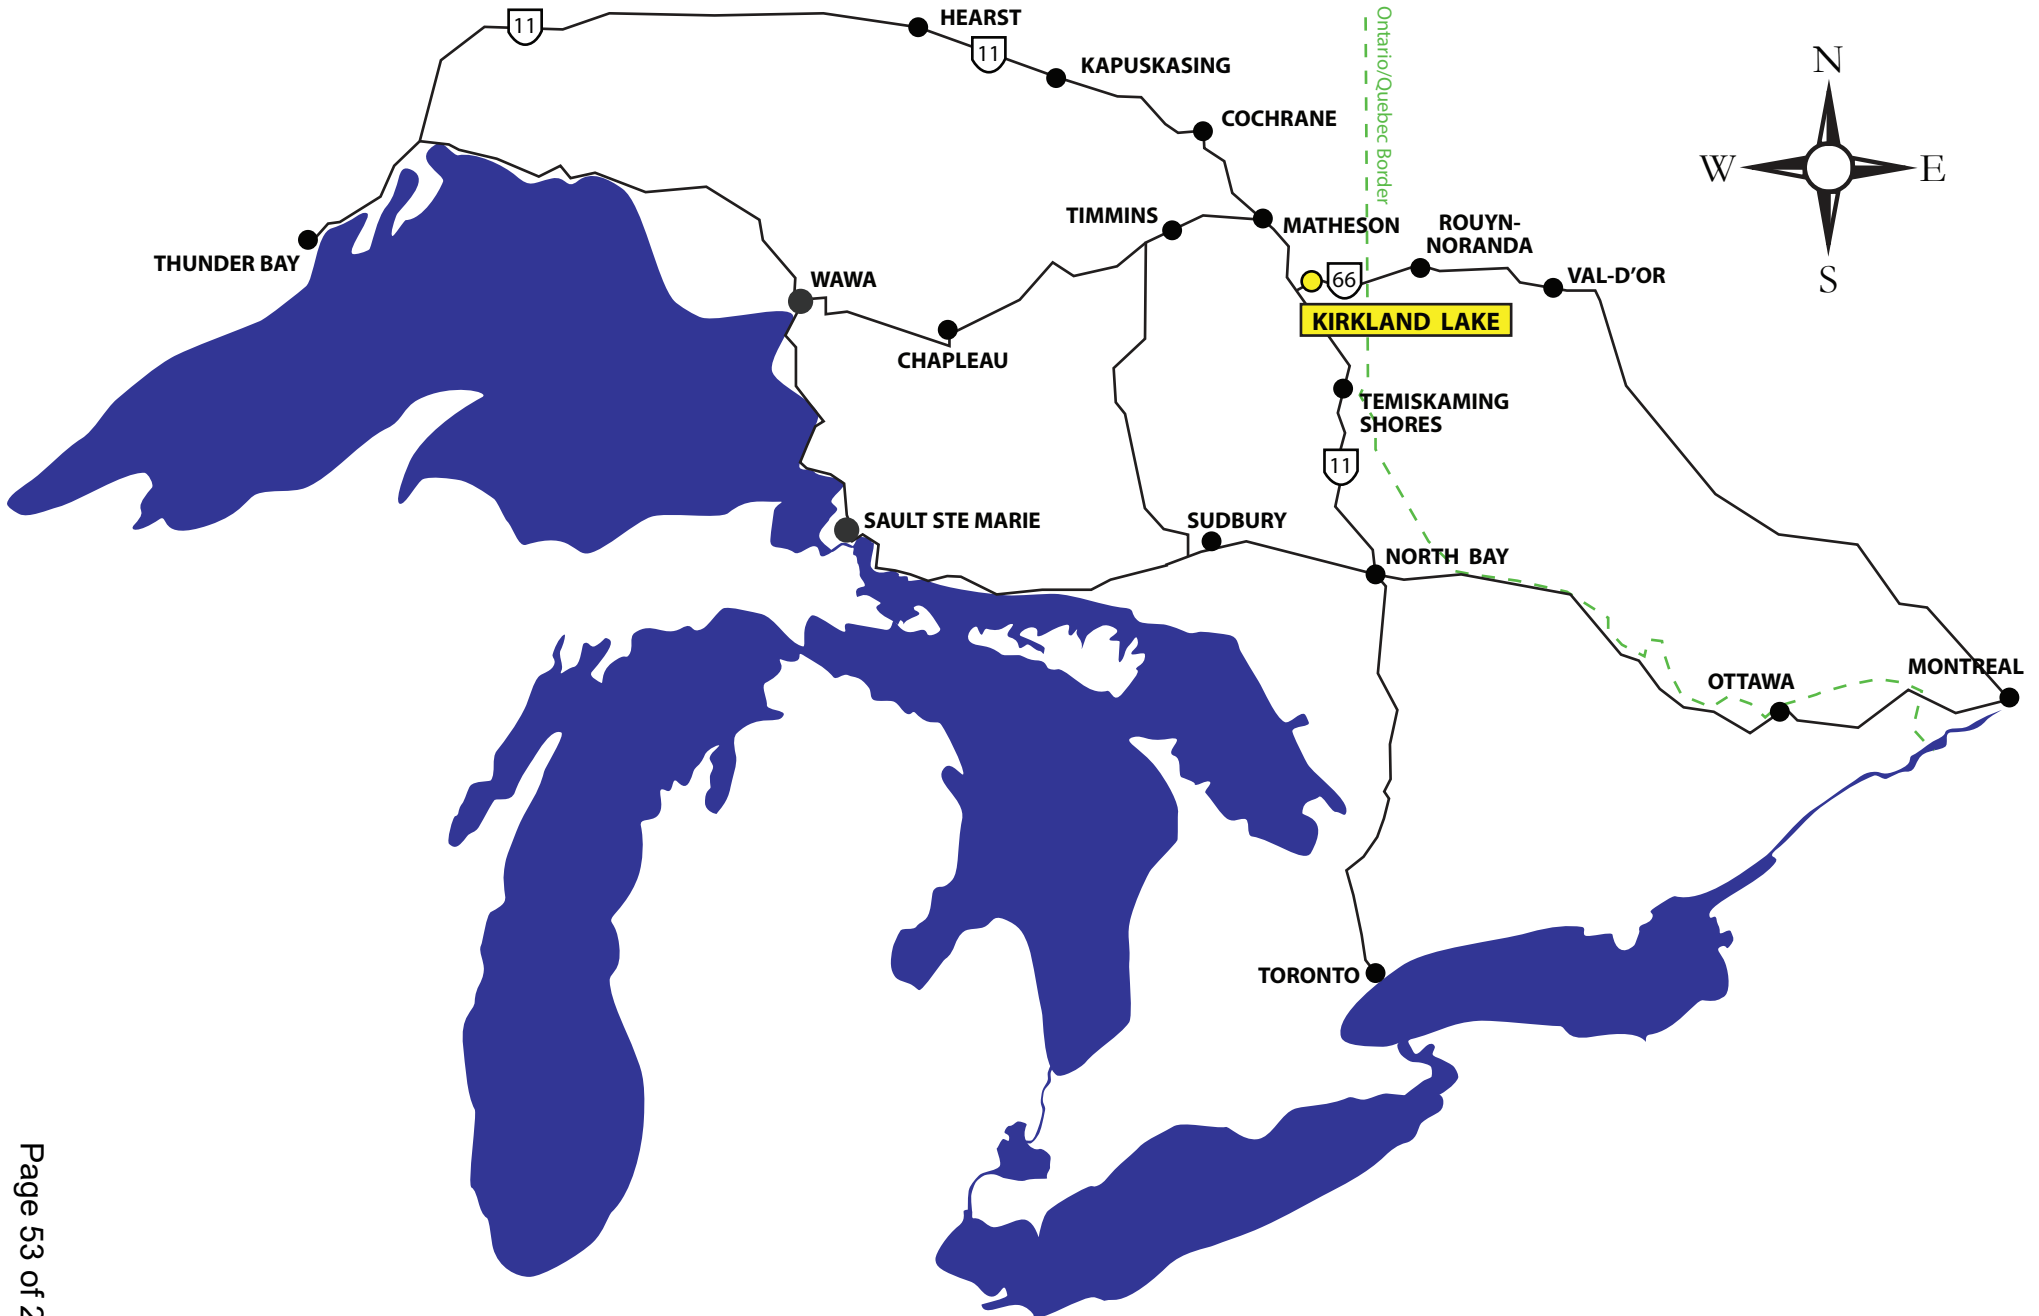 11
HEARST
11
KAPUSKASING
COCHRANE
Ontario/Quebec Border
N
W
E
S
TIMMINS
MATHESON
ROUYN-
NORANDA
THUNDER BAY
WAWA
66
VAL-D'OR
KIRKLAND LAKE
CHAPLEAU
TEMISKAMING
SHORES
11
SAULT STE MARIE
SUDBURY
NORTH BAY
OTTAWA
MONTREAL
TORONTO
Page 53 of 2